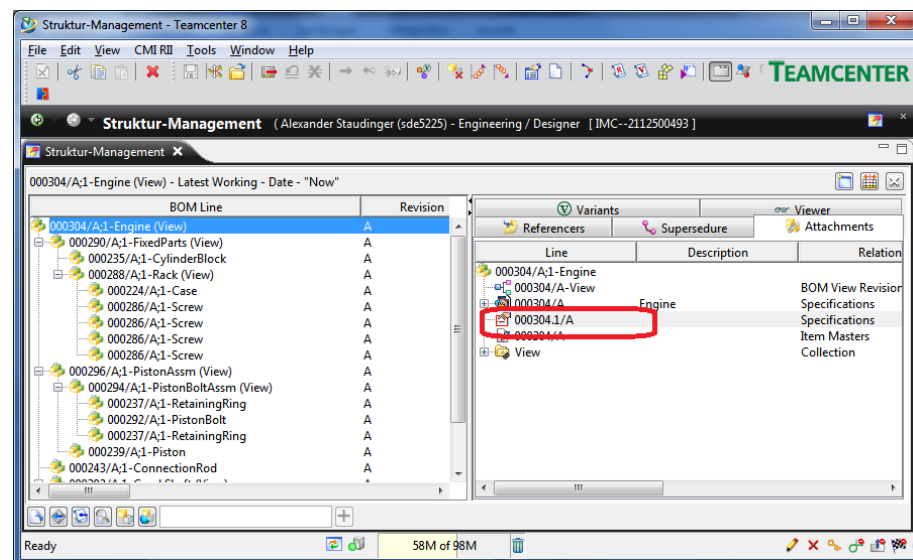 Struktur-Management - Teamcenter 8
File Edit View CMI RII Tools Window Help
TEAMCENTER
Struktur-Management ( Alexander Staudinger (sde5225) - Engineering / Designer [ IMC--2112500493 ]
Struktur-Management
000304/A;1-Engine (View) - Latest Working - Date - "Now"
BOM Line Revision
000304/A;1-Engine (View) A
000290/A;1-FixedParts (View) A
000235/A;1-CylinderBlock A
000288/A;1-Rack (View) A
000224/A;1-Case A
000286/A;1-Screw A
000286/A;1-Screw A
000286/A;1-Screw A
000286/A;1-Screw A
000296/A;1-PistonAssm (View) A
000294/A;1-PistonBoltAssm (View) A
000237/A;1-RetainingRing A
000292/A;1-PistonBolt A
000237/A;1-RetainingRing A
000239/A;1-Piston A
000243/A;1-ConnectionRod A
Variants Viewer
Referencers Supersedure Attachments
Line Description Relation
000304/A;1-Engine
000304/A-View BOM View Revision
000304/A Engine Specifications
000304.1/A Specifications
000304/A Item Masters
View Collection
Ready 58M of 98M